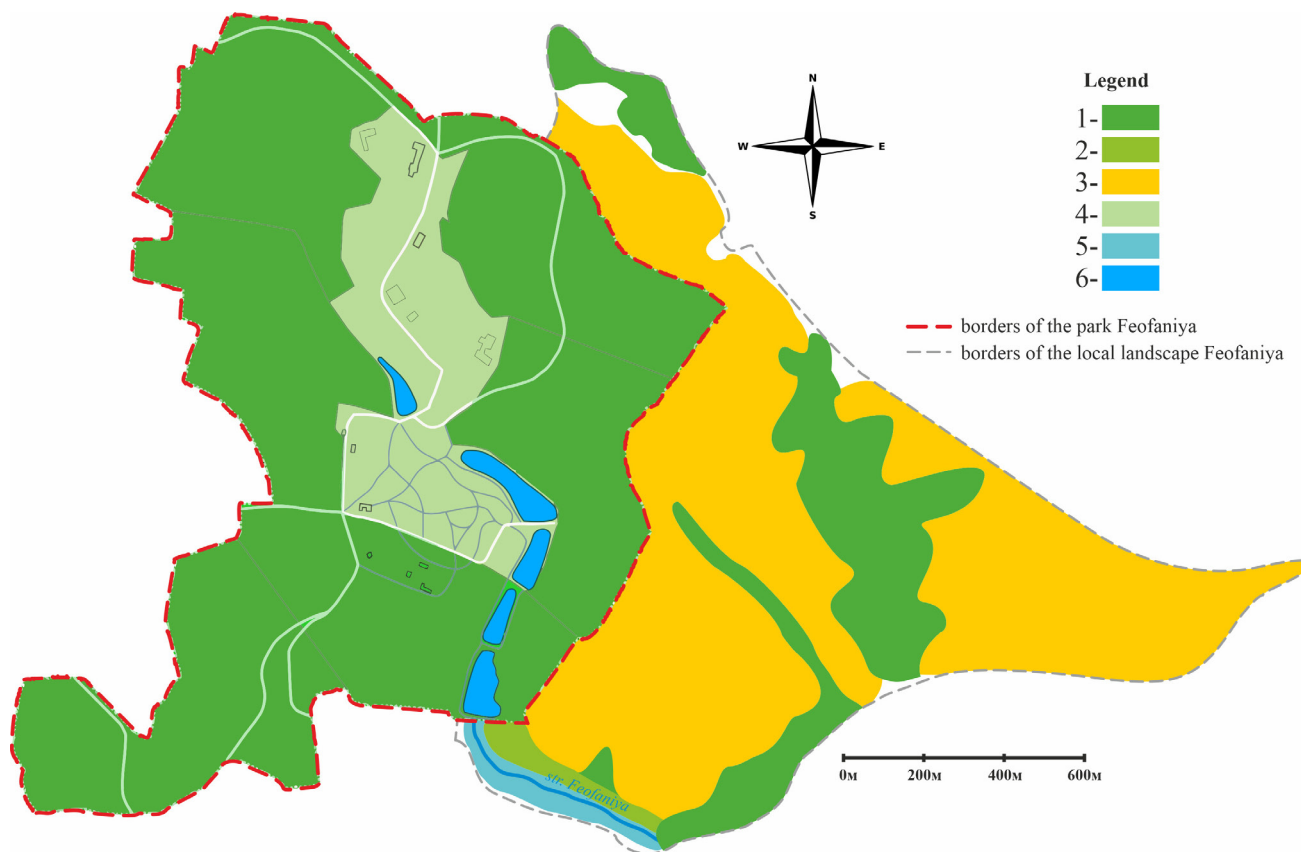 N
W
E
S
Legend
1-
2-
3-
4-
5-
6-
borders of the park Feofaniya
borders of the local landscape Feofaniya
str. Feofaniya
0м 200м 400м 600м